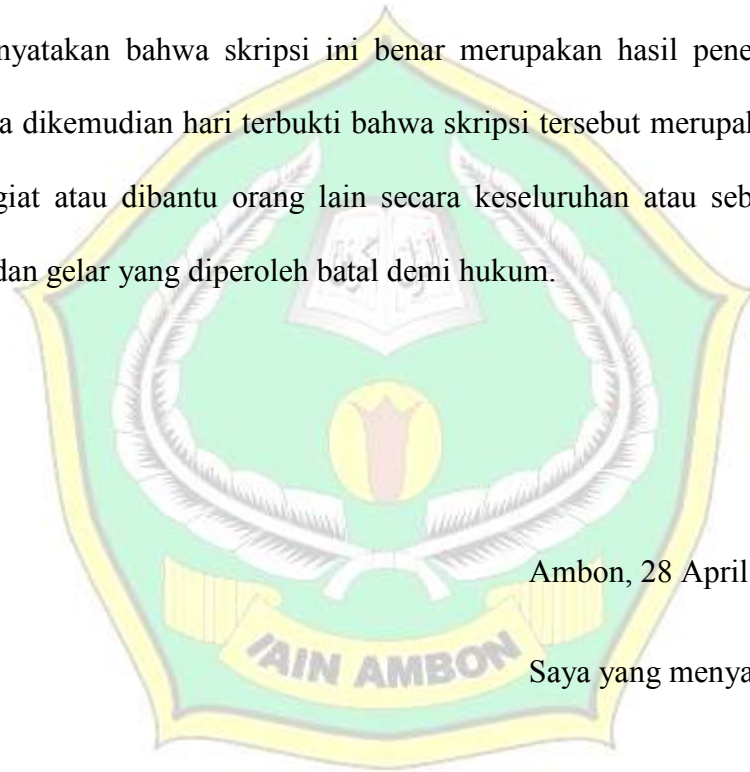 nyatakan bahwa skripsi ini benar merupakan hasil pene
a dikemudian hari terbukti bahwa skripsi tersebut merupak
giat atau dibantu orang lain secara keseluruhan atau seb
dan gelar yang diperoleh batal demi hukum.
Ambon, 28 April
IAIN AMBON
Saya yang menya